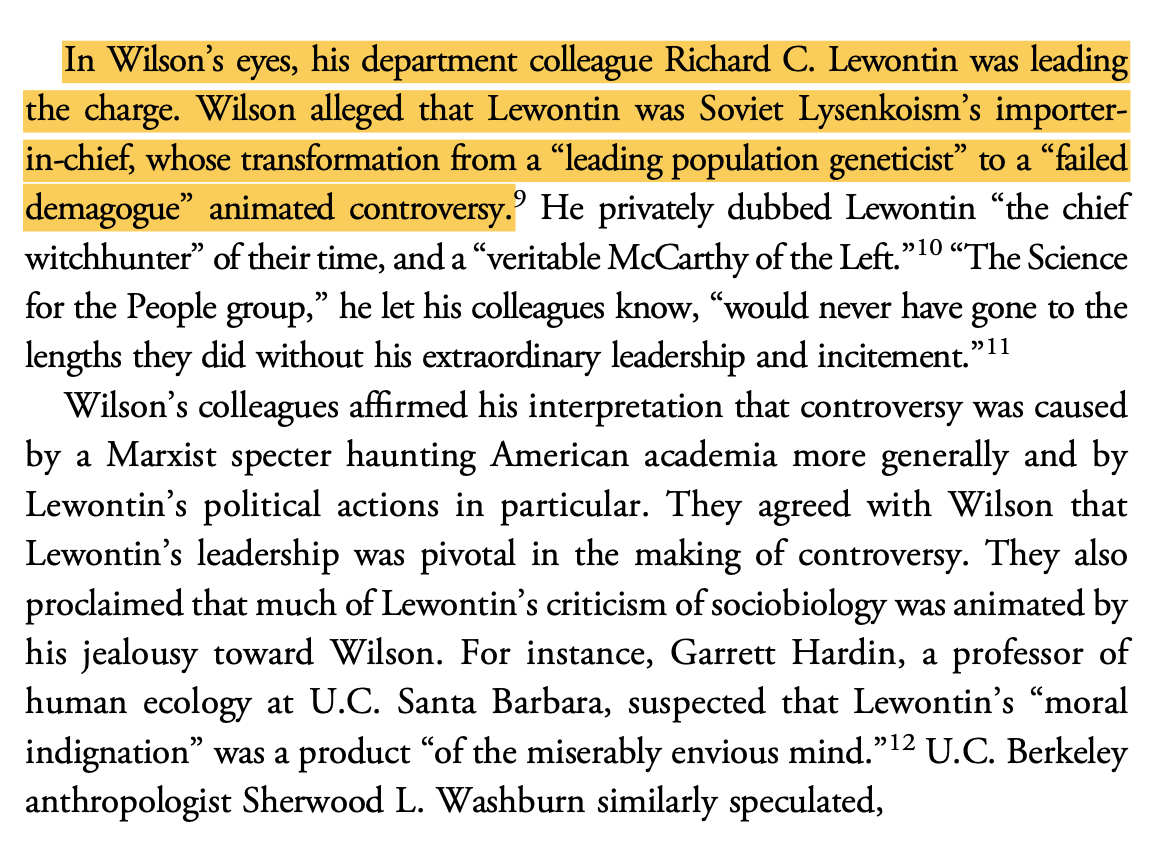 In Wilson’s eyes, his department colleague Richard C. Lewontin was leading
the charge. Wilson alleged that Lewontin was Soviet Lysenkoism’s importer-
in-chief, whose transformation from a “leading population geneticist” to a “failed
demagogue” animated controversy.⁹ He privately dubbed Lewontin “the chief
witchhunter” of their time, and a “veritable McCarthy of the Left.”¹⁰ “The Science
for the People group,” he let his colleagues know, “would never have gone to the
lengths they did without his extraordinary leadership and incitement.”¹¹
Wilson’s colleagues affirmed his interpretation that controversy was caused
by a Marxist specter haunting American academia more generally and by
Lewontin’s political actions in particular. They agreed with Wilson that
Lewontin’s leadership was pivotal in the making of controversy. They also
proclaimed that much of Lewontin’s criticism of sociobiology was animated by
his jealousy toward Wilson. For instance, Garrett Hardin, a professor of
human ecology at U.C. Santa Barbara, suspected that Lewontin’s “moral
indignation” was a product “of the miserably envious mind.”¹² U.C. Berkeley
anthropologist Sherwood L. Washburn similarly speculated,